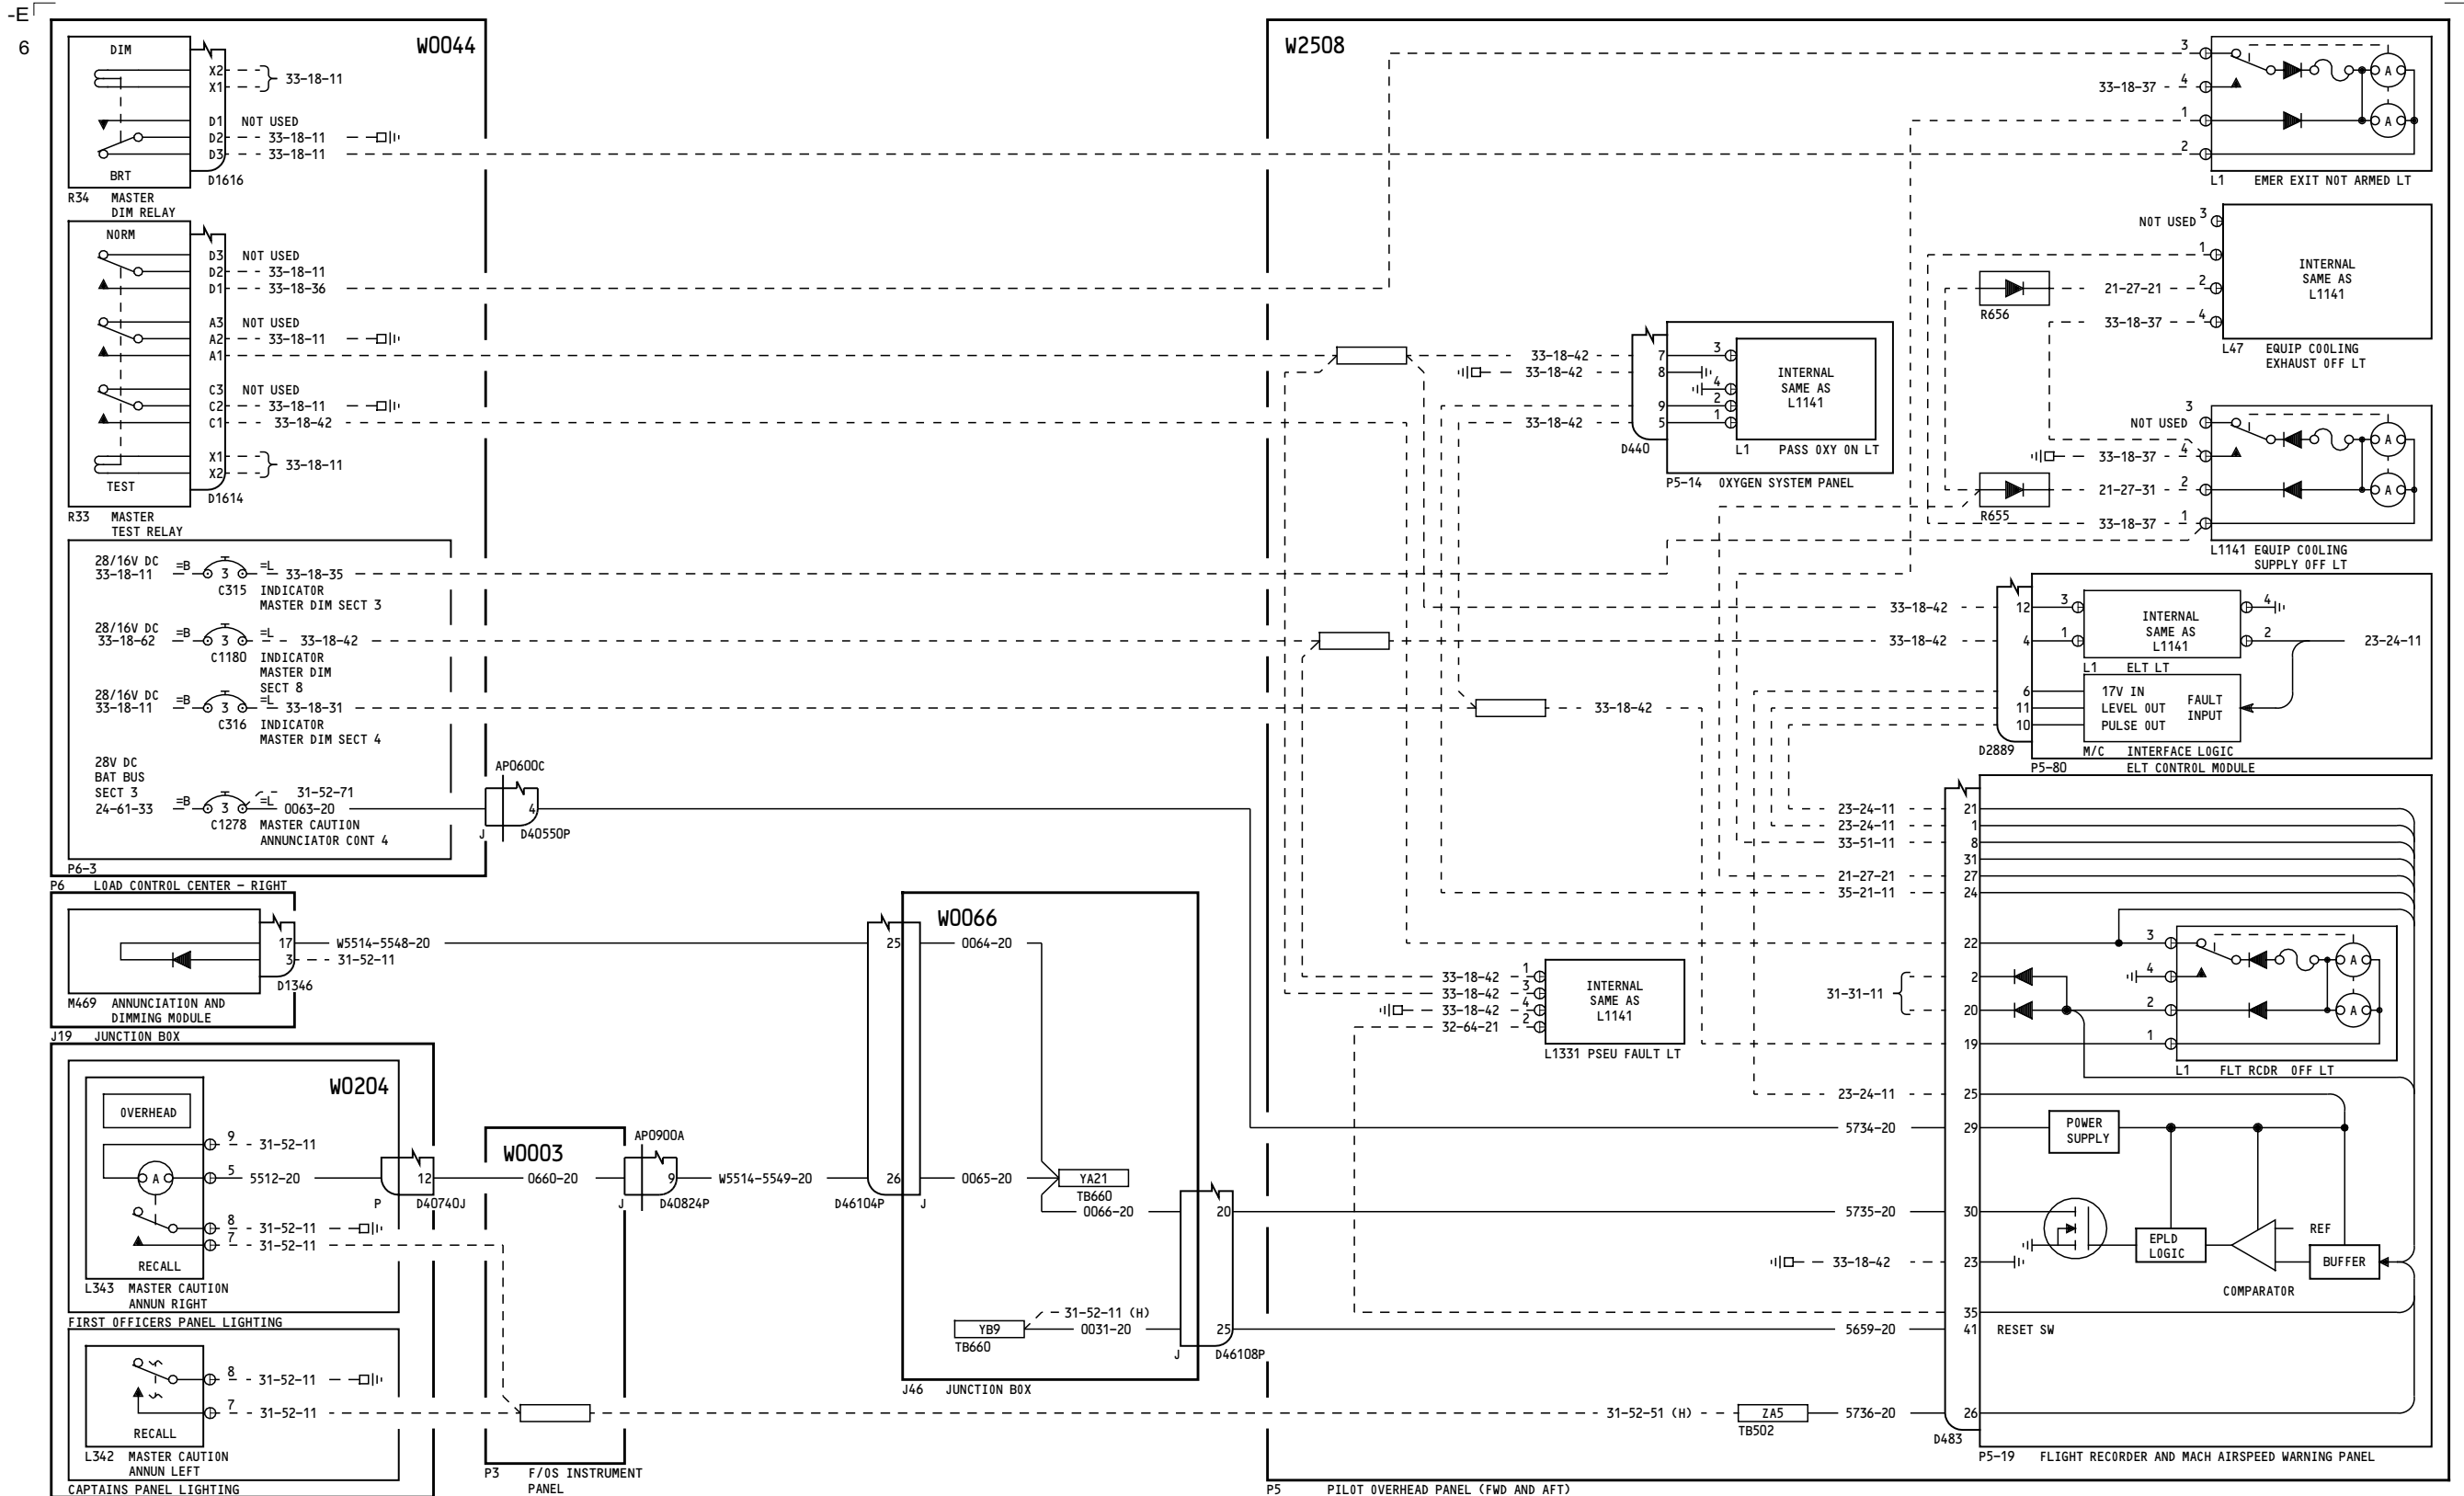 -E
6
W0044
DIM
X2
X1
33-18-11
D1 NOT USED
D2 33-18-11
D3 33-18-11
BRT
D1616
R34 MASTER
DIM RELAY
NORM
D3 NOT USED
D2 33-18-11
D1 33-18-36
A3 NOT USED
A2 33-18-11
A1
C3 NOT USED
C2 33-18-11
C1 33-18-42
X1
X2
33-18-11
TEST
D1614
R33 MASTER
TEST RELAY
28/16V DC
33-18-11 =B 3 =L 33-18-35
C315 INDICATOR
MASTER DIM SECT 3
28/16V DC
33-18-62 =B 3 =L 33-18-42
C1180 INDICATOR
MASTER DIM
SECT 8
28/16V DC
33-18-11 =B 3 =L 33-18-31
C316 INDICATOR
MASTER DIM SECT 4
28V DC
BAT BUS
SECT 3
31-52-71
24-61-33 =B 3 =L 0063-20
C1278 MASTER CAUTION
ANNUNCIATOR CONT 4
P6-3
P6 LOAD CONTROL CENTER - RIGHT
AP0600C
4
J D40550P
17 W5514-5548-20
3 31-52-11
D1346
M469 ANNUNCIATION AND
DIMMING MODULE
J19 JUNCTION BOX
W0204
OVERHEAD
9 31-52-11
A 5 5512-20
8 31-52-11
7 31-52-11
RECALL
L343 MASTER CAUTION
ANNUN RIGHT
FIRST OFFICERS PANEL LIGHTING
12
P D40740J
8 31-52-11
7 31-52-11
RECALL
L342 MASTER CAUTION
ANNUN LEFT
CAPTAINS PANEL LIGHTING
W0003
0660-20
AP0900A
9
J D40824P
W5514-5549-20
P3 F/OS INSTRUMENT
PANEL
W0066
25 0064-20
26 0065-20
D46104P J
YA21
TB660
0066-20 20
31-52-11 (H)
YB9 0031-20 25
TB660
J D46108P
J46 JUNCTION BOX
W2508
3
33-18-37 4
1
2
A
A
L1 EMER EXIT NOT ARMED LT
NOT USED 3
1
21-27-21 2
33-18-37 4
R656
INTERNAL
SAME AS
L1141
L47 EQUIP COOLING
EXHAUST OFF LT
3
NOT USED
33-18-37 4
21-27-31 2
R655
33-18-37 1
A
A
L1141 EQUIP COOLING
SUPPLY OFF LT
33-18-42 7 3
33-18-42 8
4
9 2
33-18-42 5 1
D440
INTERNAL
SAME AS
L1141
L1 PASS OXY ON LT
P5-14 OXYGEN SYSTEM PANEL
33-18-42 12 3
33-18-42 4 1
INTERNAL
SAME AS
L1141
4
2 23-24-11
L1 ELT LT
6 17V IN
11 LEVEL OUT
10 PULSE OUT
FAULT
INPUT
D2889
M/C INTERFACE LOGIC
P5-80 ELT CONTROL MODULE
33-18-42
23-24-11 21
23-24-11 1
33-51-11 8
31
21-27-21 27
35-21-11 24
22 3
4
31-31-11 2
20 2
19 1
A
A
L1 FLT RCDR OFF LT
33-18-42 1
33-18-42 3
33-18-42 4
32-64-21 2
INTERNAL
SAME AS
L1141
L1331 PSEU FAULT LT
23-24-11 25
5734-20 29
POWER
SUPPLY
5735-20 30
33-18-42 23
EPLD
LOGIC
REF
BUFFER
COMPARATOR
35
5659-20 41 RESET SW
31-52-51 (H) ZA5 5736-20 26
TB502
D483
P5-19 FLIGHT RECORDER AND MACH AIRSPEED WARNING PANEL
P5 PILOT OVERHEAD PANEL (FWD AND AFT)